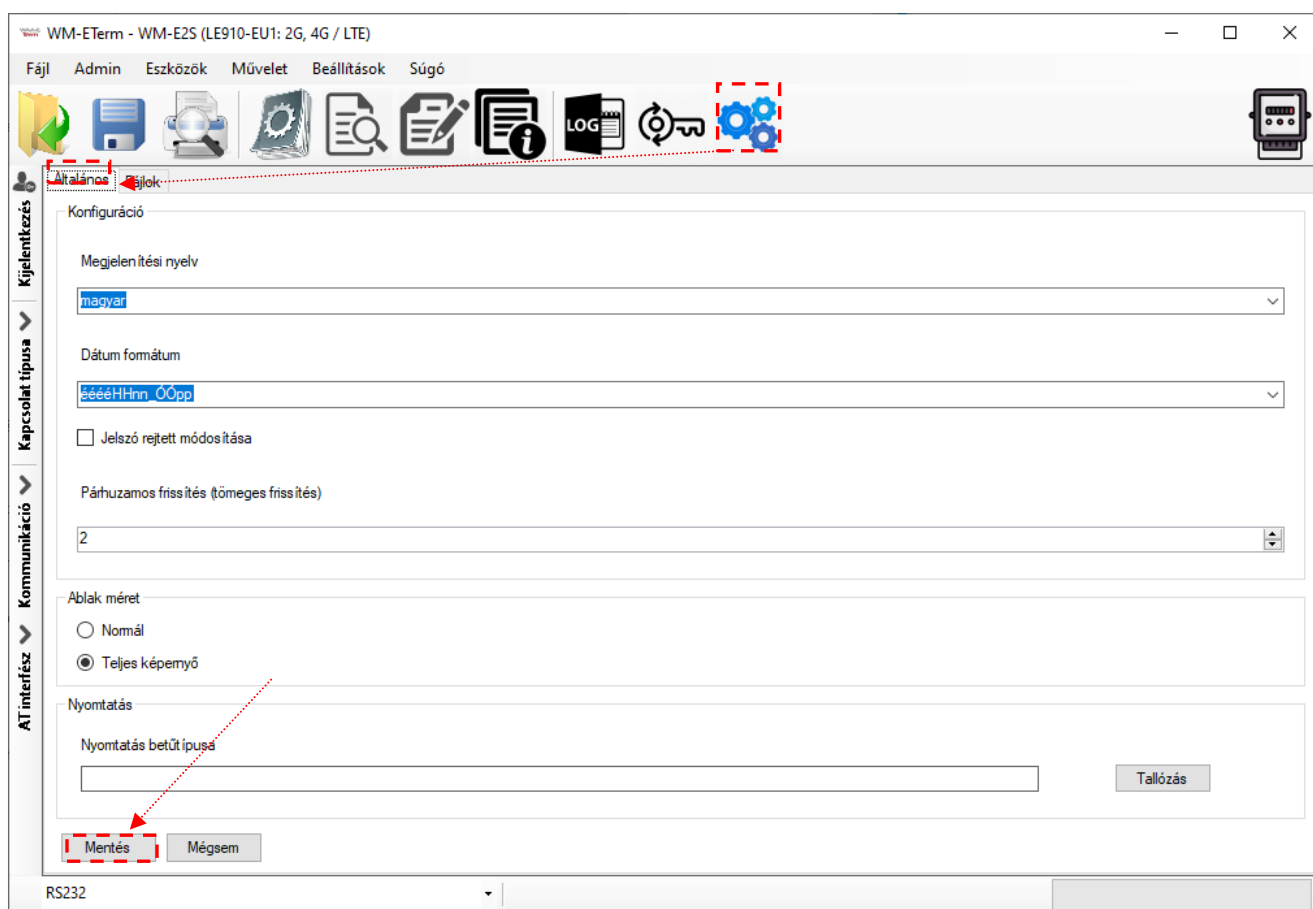 WM-ETerm - WM-E2S (LE910-EU1: 2G, 4G / LTE)
Fájl Admin Eszközök Művelet Beállítások Súgó
LOG
Általános Fájlok
Kijelentkezés
Kapcsolat típusa
Kommunikáció
AT interfész
Konfiguráció
Megjelenítési nyelv
magyar
Dátum formátum
ééééHHnn_ÓÓpp
Jelszó rejtett módosítása
Párhuzamos frissítés (tömeges frissítés)
2
Ablak méret
Normál
Teljes képernyő
Nyomtatás
Nyomtatás betűtípusa
Tallózás
Mentés Mégsem
RS232